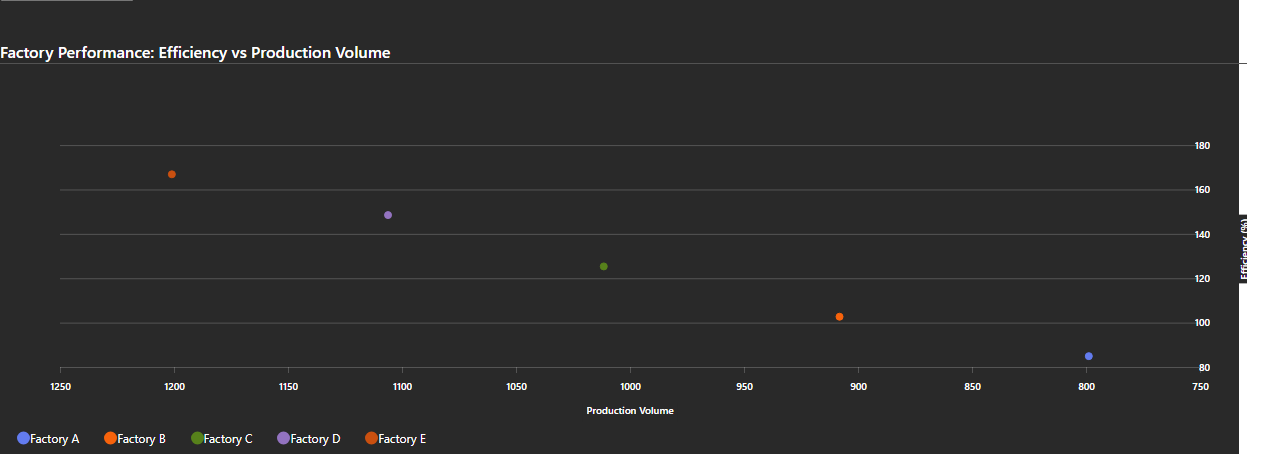 Factory Performance: Efficiency vs Production Volume
180
160
140
120
100
80
Efficiency (%)
1250 1200 1150 1100 1050 1000 950 900 850 800 750
Production Volume
Factory A Factory B Factory C Factory D Factory E